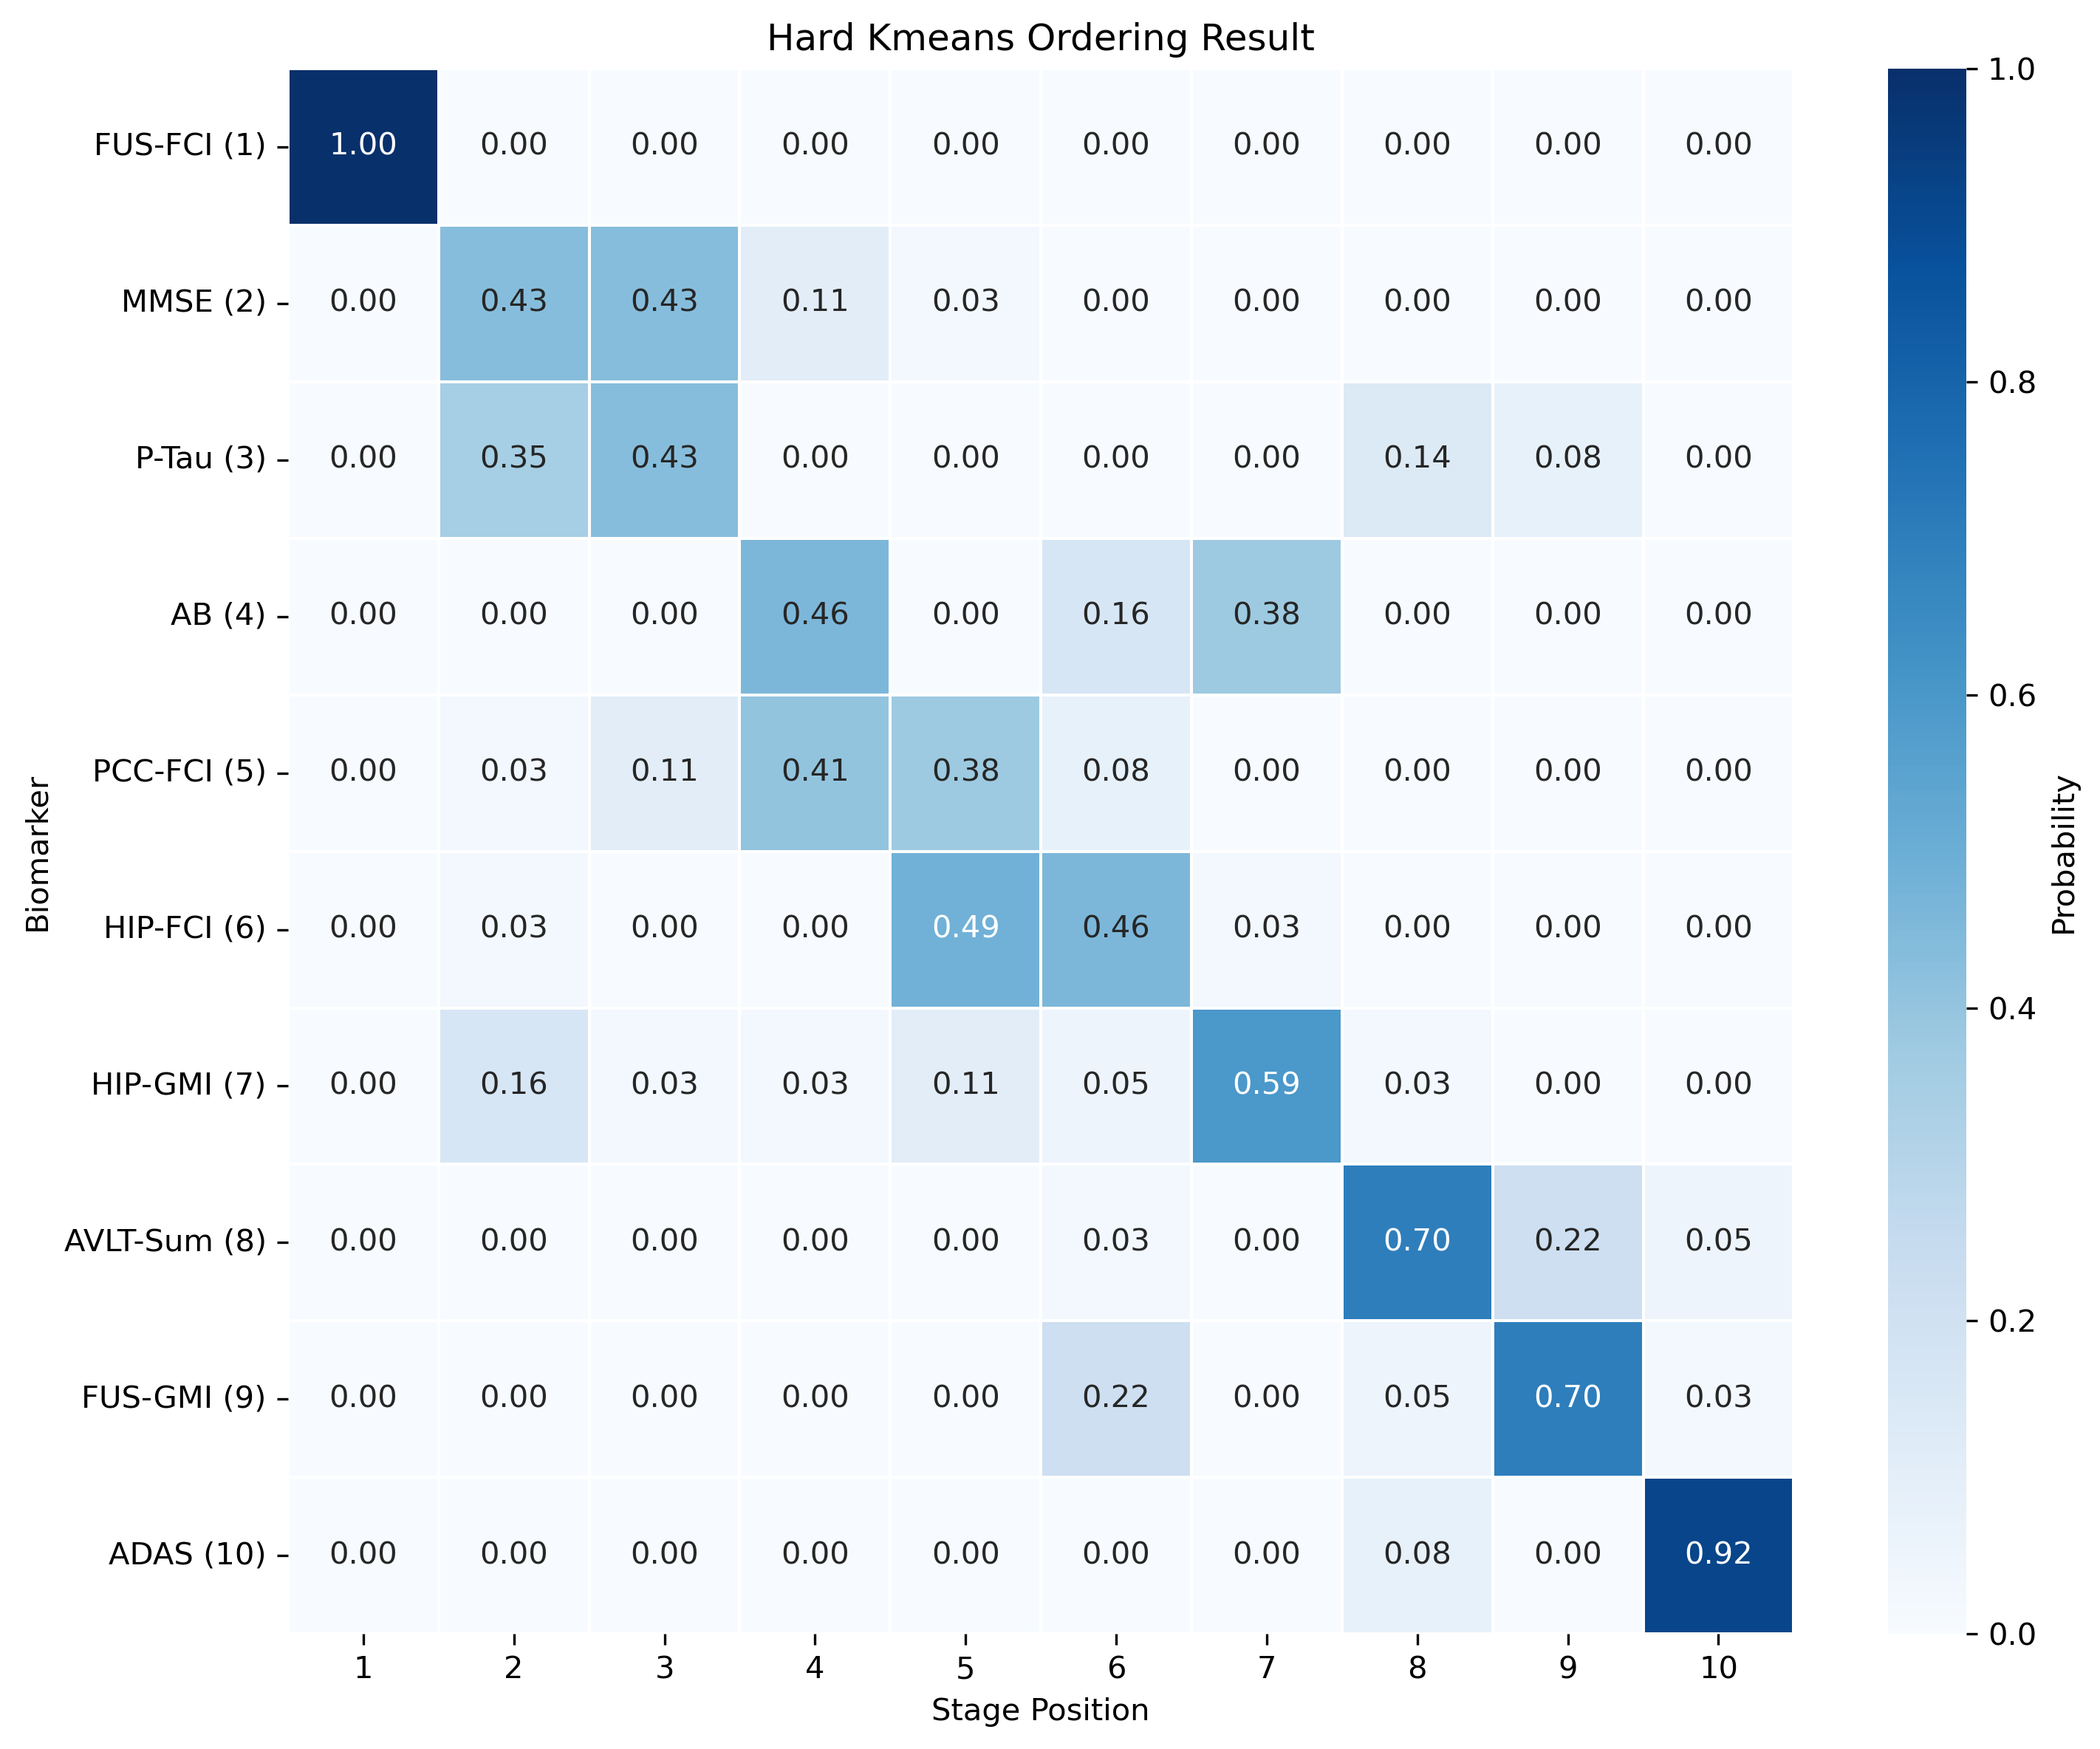 Hard Kmeans Ordering Result
Biomarker
FUS-FCI (1) 1.00 0.00 0.00 0.00 0.00 0.00 0.00 0.00 0.00 0.00
MMSE (2) 0.00 0.43 0.43 0.11 0.03 0.00 0.00 0.00 0.00 0.00
P-Tau (3) 0.00 0.35 0.43 0.00 0.00 0.00 0.00 0.14 0.08 0.00
AB (4) 0.00 0.00 0.00 0.46 0.00 0.16 0.38 0.00 0.00 0.00
PCC-FCI (5) 0.00 0.03 0.11 0.41 0.38 0.08 0.00 0.00 0.00 0.00
HIP-FCI (6) 0.00 0.03 0.00 0.00 0.49 0.46 0.03 0.00 0.00 0.00
HIP-GMI (7) 0.00 0.16 0.03 0.03 0.11 0.05 0.59 0.03 0.00 0.00
AVLT-Sum (8) 0.00 0.00 0.00 0.00 0.00 0.03 0.00 0.70 0.22 0.05
FUS-GMI (9) 0.00 0.00 0.00 0.00 0.00 0.22 0.00 0.05 0.70 0.03
ADAS (10) 0.00 0.00 0.00 0.00 0.00 0.00 0.00 0.08 0.00 0.92
1 2 3 4 5 6 7 8 9 10
Stage Position
1.0
0.8
0.6
0.4
0.2
0.0
Probability